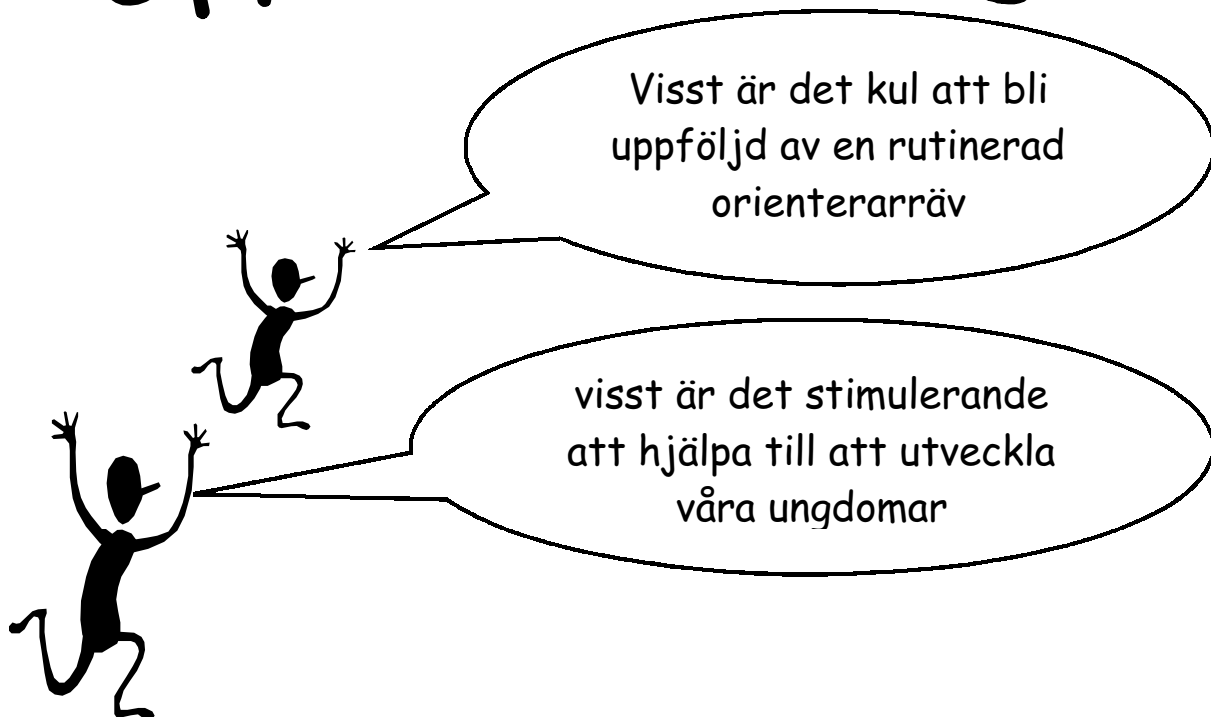 Visst är det kul att bli
uppföljd av en rutinerad
orienterarräv
visst är det stimulerande
att hjälpa till att utveckla
våra ungdomar